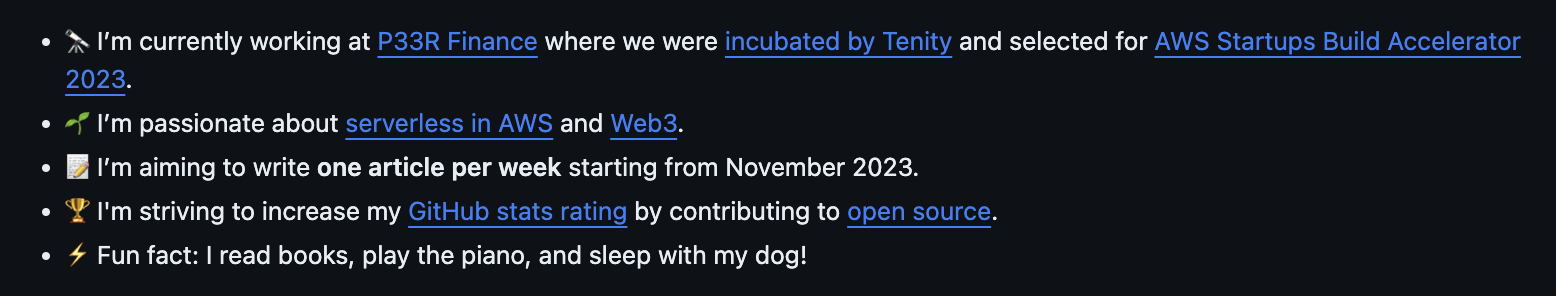 • 🔭 I’m currently working at P33R Finance where we were incubated by Tenity and selected for AWS Startups Build Accelerator
2023.
• 🌱 I’m passionate about serverless in AWS and Web3.
• 📝 I’m aiming to write one article per week starting from November 2023.
• 🏆 I'm striving to increase my GitHub stats rating by contributing to open source.
• ⚡ Fun fact: I read books, play the piano, and sleep with my dog!